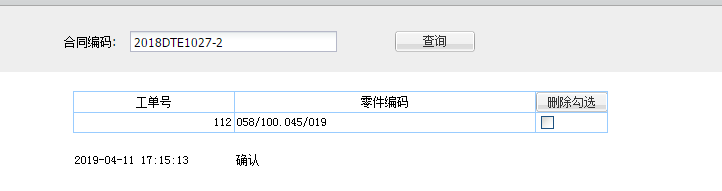 合同编码: 2018DTE1027-2 查询
工单号 零件编码 删除勾选
112 058/100.045/019
2019-04-11 17:15:13 确认